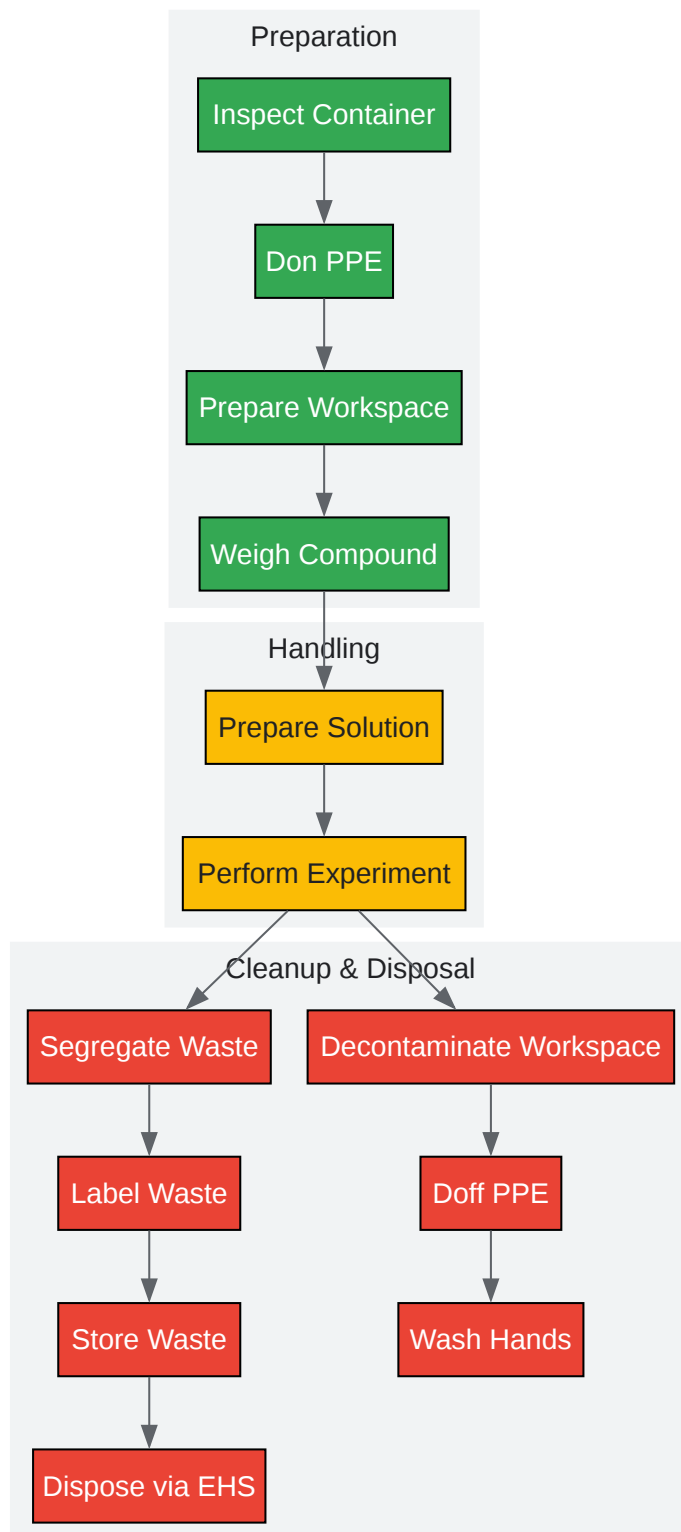 Preparation
Inspect Container
Don PPE
Prepare Workspace
Weigh Compound
Handling
Prepare Solution
Perform Experiment
Cleanup & Disposal
Segregate Waste
Decontaminate Workspace
Label Waste
Doff PPE
Store Waste
Wash Hands
Dispose via EHS